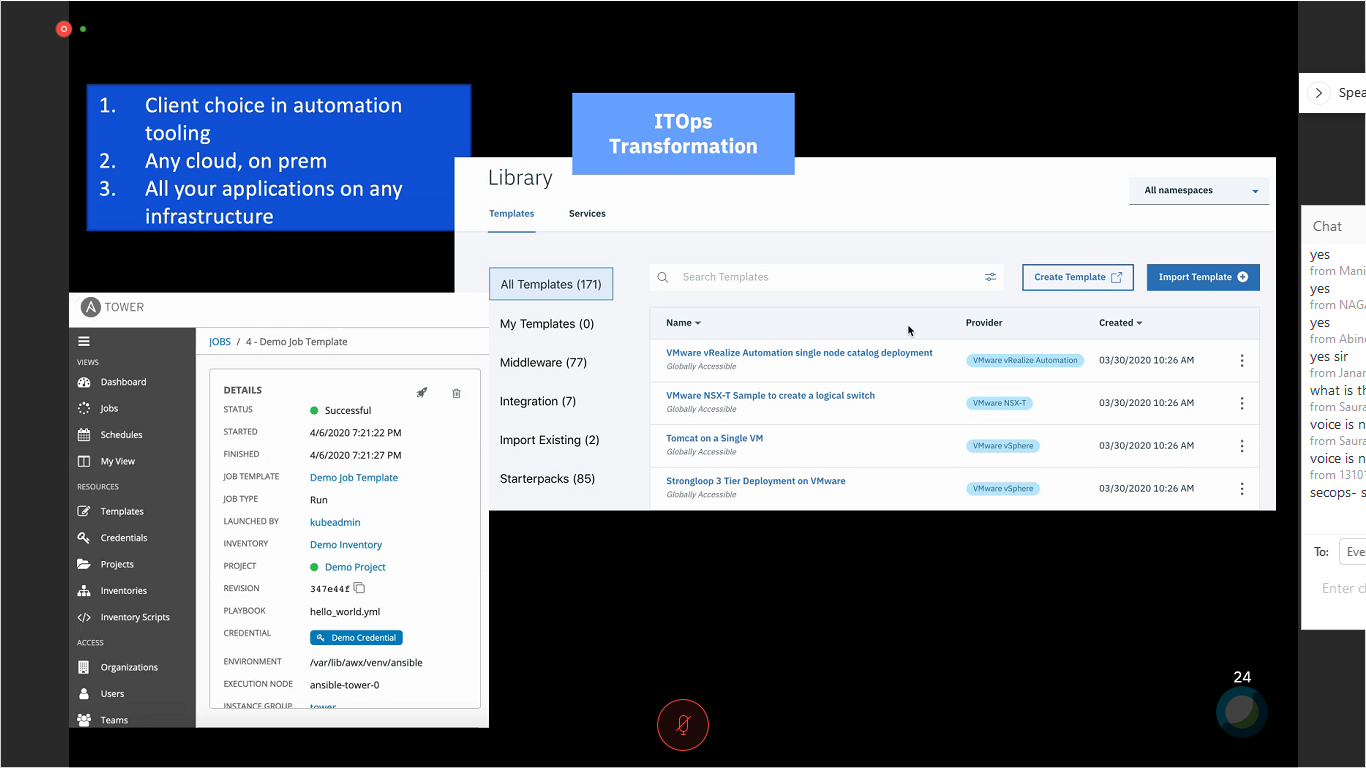 1. Client choice in automation
tooling
2. Any cloud, on prem
3. All your applications on any
infrastructure
ITOps
Transformation
Library
All namespaces
Templates Services
All Templates (171)
My Templates (0)
Middleware (77)
Integration (7)
Import Existing (2)
Starterpacks (85)
Search Templates
Create Template
Import Template
Name Provider Created
VMware vRealize Automation single node catalog deployment VMware vRealize Automation 03/30/2020 10:26 AM
Globally Accessible
VMware NSX-T Sample to create a logical switch VMware NSX-T 03/30/2020 10:26 AM
Globally Accessible
Tomcat on a Single VM VMware vSphere 03/30/2020 10:26 AM
Globally Accessible
Strongloop 3 Tier Deployment on VMware VMware vSphere 03/30/2020 10:26 AM
Globally Accessible
A TOWER
VIEWS
Dashboard
Jobs
Schedules
My View
RESOURCES
Templates
Credentials
Projects
Inventories
Inventory Scripts
ACCESS
Organizations
Users
Teams
JOBS / 4 - Demo Job Template
DETAILS
STATUS Successful
STARTED 4/6/2020 7:21:22 PM
FINISHED 4/6/2020 7:21:27 PM
JOB TEMPLATE Demo Job Template
JOB TYPE Run
LAUNCHED BY kubeadmin
INVENTORY Demo Inventory
PROJECT Demo Project
REVISION 347e44f
PLAYBOOK hello_world.yml
CREDENTIAL Demo Credential
ENVIRONMENT /var/lib/awx/venv/ansible
EXECUTION NODE ansible-tower-0
INSTANCE GROUP tower
24
Spea
Chat
yes
from Mani
yes
from NAGA
yes
from Abine
yes sir
from Janar
what is th
from Saura
voice is n
from Saura
voice is n
from 13101
secops- s
To: Eve
Enter c